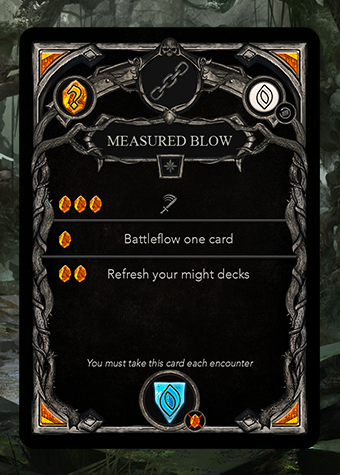 MEASURED BLOW
Battleflow one card
Refresh your might decks
You must take this card each encounter